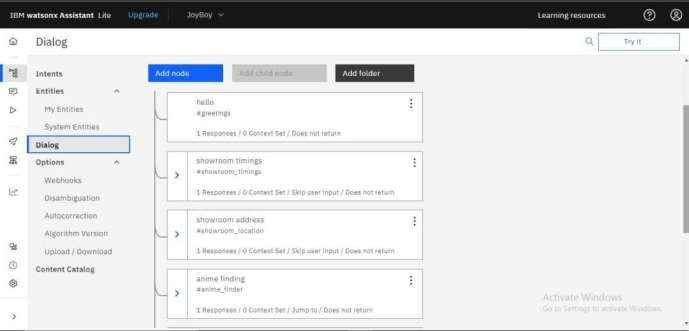 IBM watsonx Assistant Lite Upgrade JoyBoy Learning resources
Dialog Try it
Intents
Entities
My Entities
System Entities
Dialog
Options
Webhooks
Disambiguation
Autocorrection
Algorithm Version
Upload / Download
Content Catalog
Add node Add child node Add folder
hello
#greetings
1 Responses / 0 Context Set / Does not return
showroom timings
#showroom_timings
1 Responses / 0 Context Set / Skip user input / Does not return
showroom address
#showroom_location
1 Responses / 0 Context Set / Skip user input / Does not return
anime finding
#anime_finder
1 Responses / 0 Context Set / Jump to / Does not return
Activate Windows
Go to Settings to activate Windows.